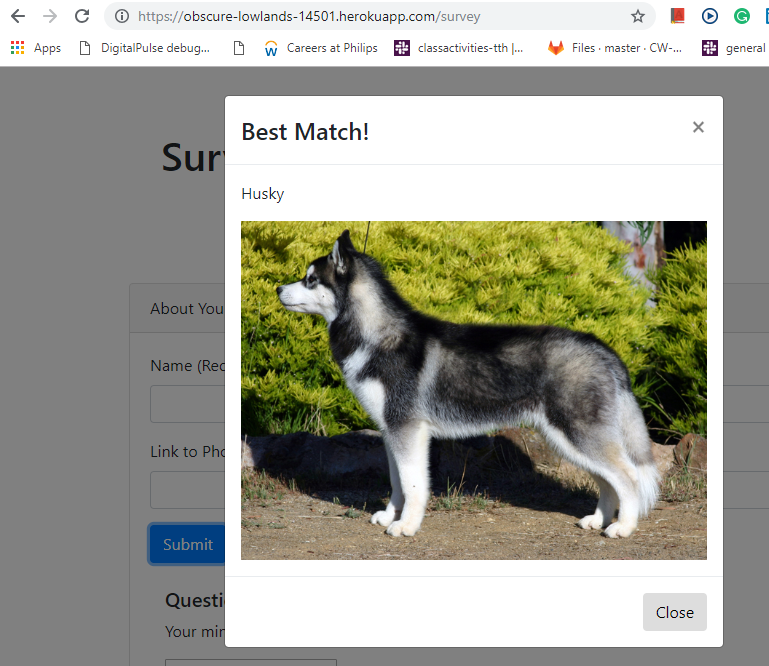 https://obscure-lowlands-14501.herokuapp.com/survey
Apps DigitalPulse debug... Careers at Philips classactivities-tth |... Files · master · CW-... general
Best Match!
×
Husky
About You
Name (Rec
Link to Pho
Submit
Questi
Your min
Close